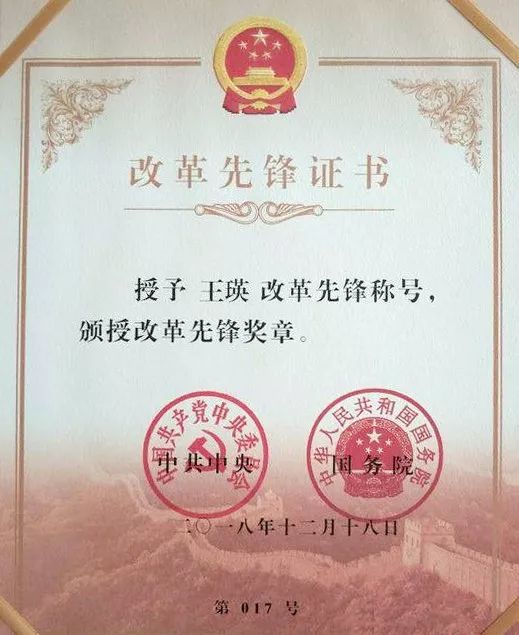 改革先锋证书
授予 王瑛 改革先锋称号，
颁授改革先锋奖章。
中国共产党中央委员会
中共中央
中华人民共和国国务院
国务院
二〇一八年十二月十八日
第 017 号